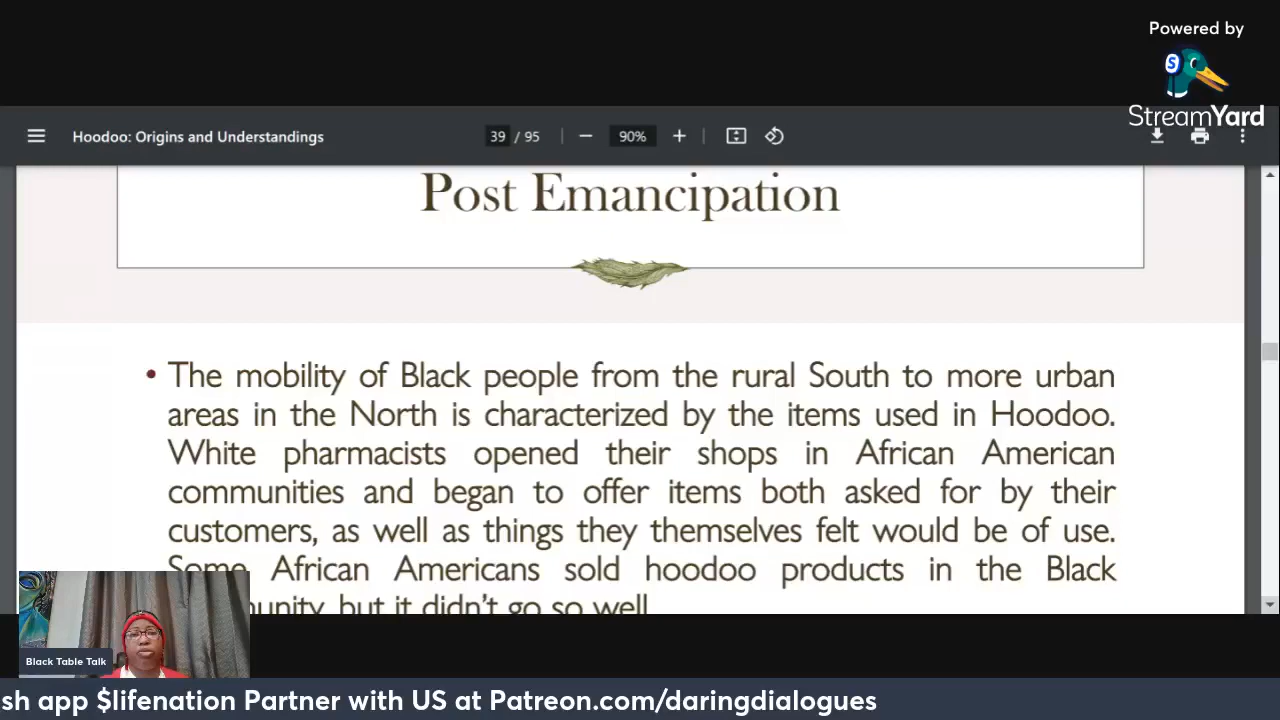 Powered by
StreamYard
Hoodoo: Origins and Understandings
39 / 95
90%
Post Emancipation
• The mobility of Black people from the rural South to more urban
areas in the North is characterized by the items used in Hoodoo.
White pharmacists opened their shops in African American
communities and began to offer items both asked for by their
customers, as well as things they themselves felt would be of use.
Some African Americans sold hoodoo products in the Black
but it didn't go so well
Black Table Talk
sh app $lifenation Partner with US at Patreon.com/daringdialogues